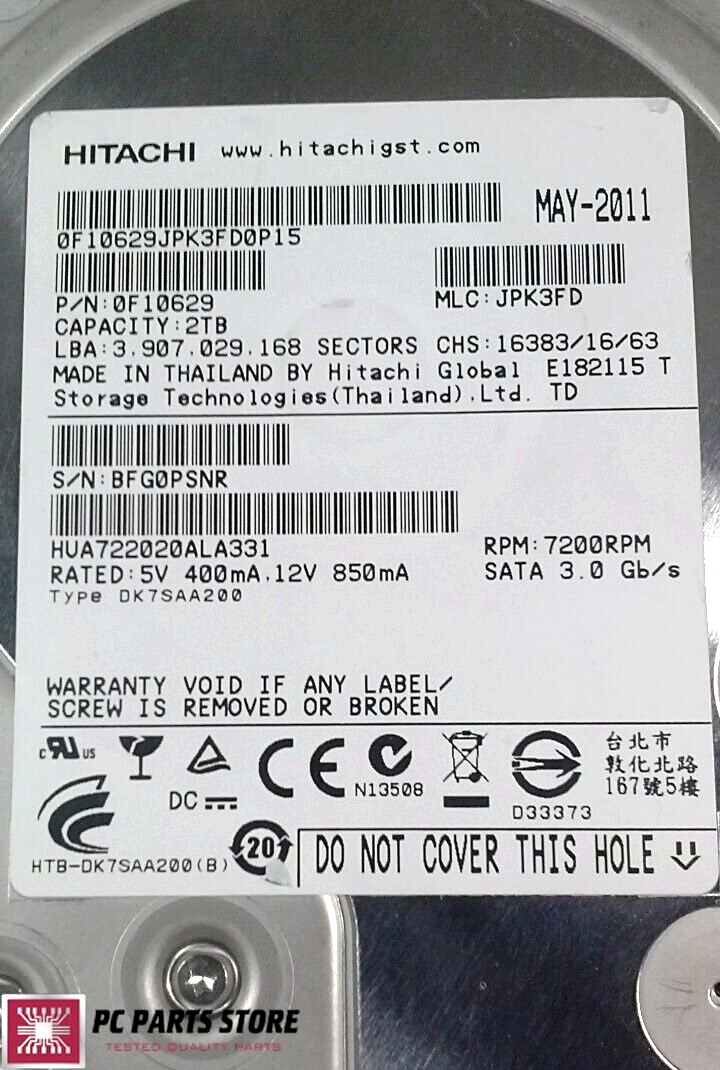 HITACHI www.hitachigst.com
MAY-2011
0F10629JPK3FD0P15
P/N:0F10629 MLC:JPK3FD
CAPACITY:2TB
LBA:3.907.029.168 SECTORS CHS:16383/16/63
MADE IN THAILAND BY Hitachi Global E182115 T
Storage Technologies(Thailand).Ltd. TD
S/N:BFG0PSNR
HUA722020ALA331 RPM:7200RPM
RATED:5V 400mA.12V 850mA SATA 3.0 Gb/s
Type DK7SAA200
WARRANTY VOID IF ANY LABEL/
SCREW IS REMOVED OR BROKEN
c RU US
CE
N13508
D33373
台北市
敦化北路
167號5樓
DC
HTB-DK7SAA200(B)
20
DO NOT COVER THIS HOLE
PC PARTS STORE
TESTED QUALITY PARTS